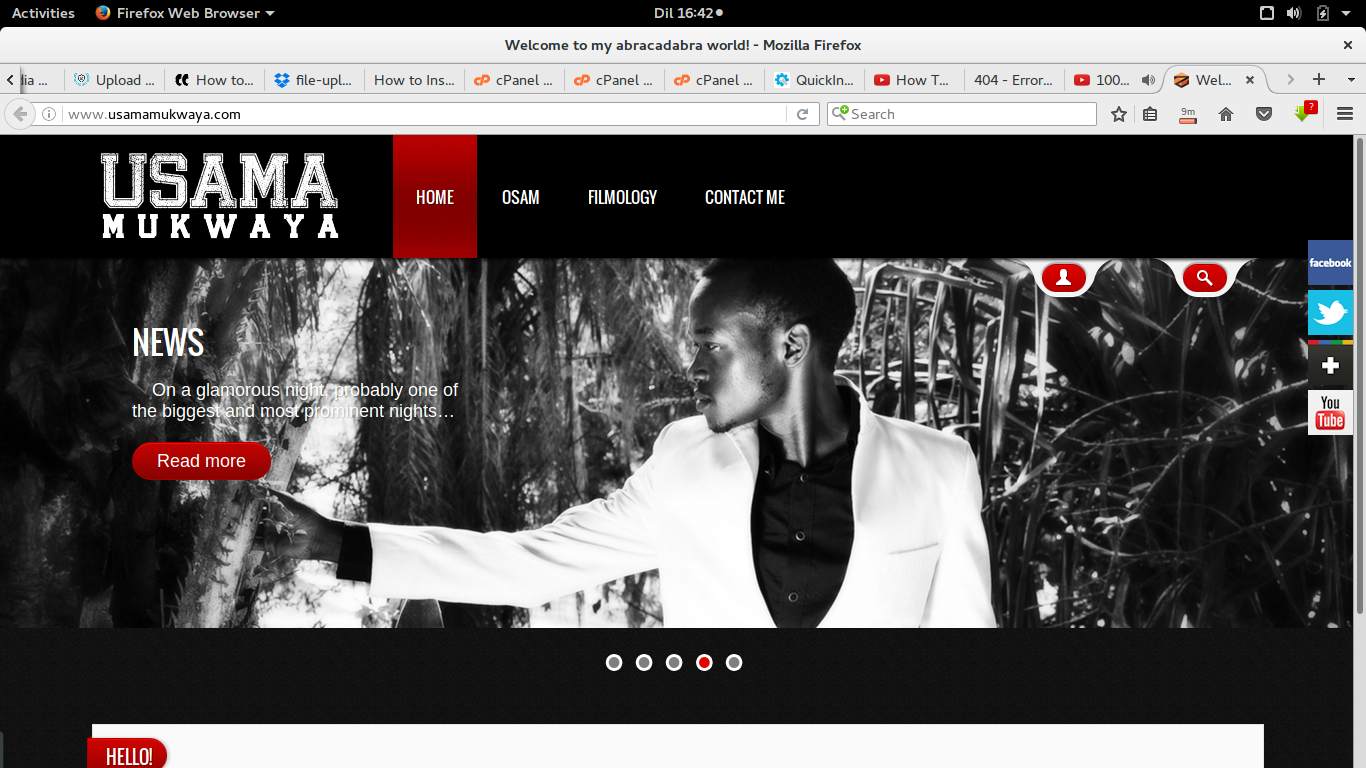 Activities
Firefox Web Browser
Dil 16:42
Welcome to my abracadabra world! - Mozilla Firefox
Upload ...
How to...
file-upl...
How to Ins...
cPanel ...
cPanel ...
cPanel ...
QuickIn...
How T...
404 - Error...
100...
Wel...
www.usamamukwaya.com
Search
9m
?
USAMA
MUKWAYA
HOME
OSAM
FILMOLOGY
CONTACT ME
facebook
You
Tube
NEWS
On a glamorous night, probably one of
the biggest and most prominent nights…
Read more
HELLO!